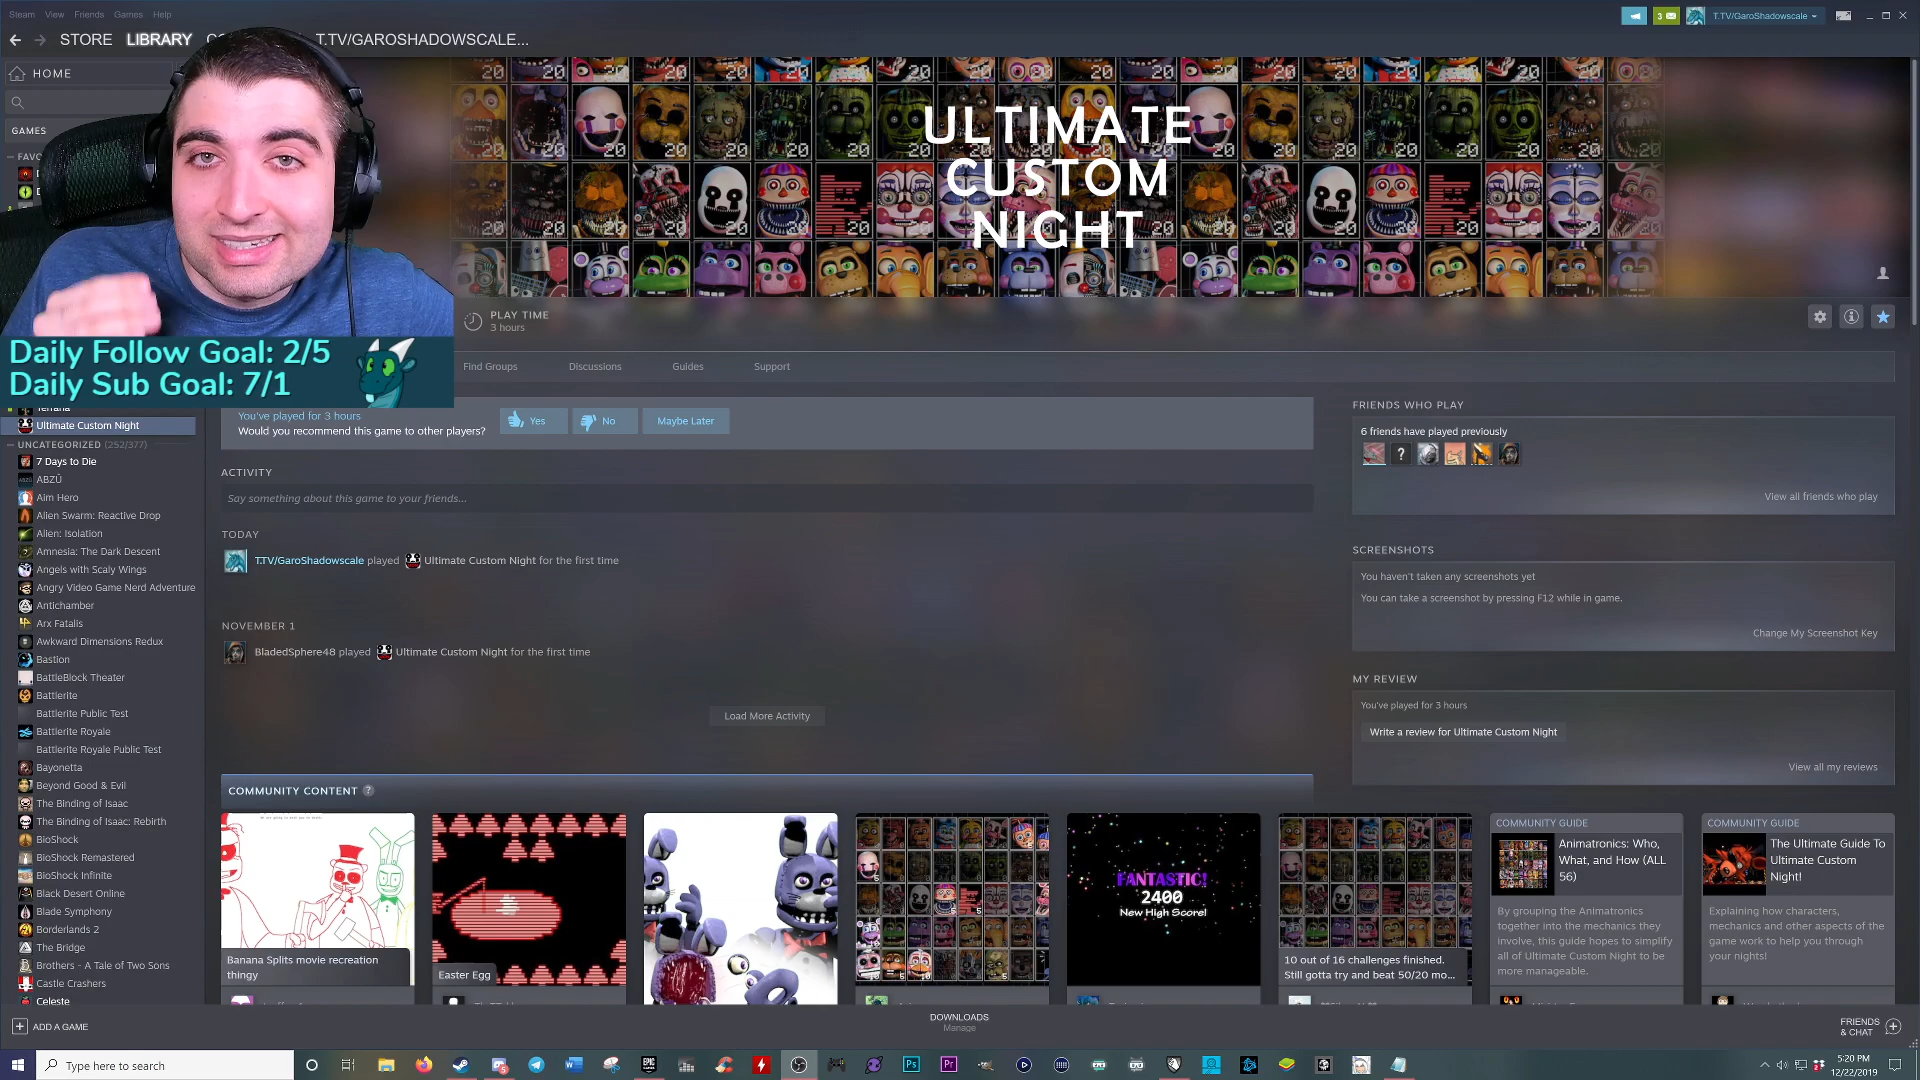 Steam View Friends Games Help
3
T.TV/GaroShadowscale
STORE LIBRARY T.TV/GAROSHADOWSCALE...
HOME
GAMES
ULTIMATE
CUSTOM
NIGHT
PLAY TIME
3 hours
Daily Follow Goal: 2/5
Daily Sub Goal: 7/1
Find Groups Discussions Guides Support
Ultimate Custom Night
UNCATEGORIZED (252/377)
7 Days to Die
ABZÛ
Aim Hero
Alien Swarm: Reactive Drop
Alien: Isolation
Amnesia: The Dark Descent
Angels with Scaly Wings
Angry Video Game Nerd Adventure
Antichamber
Arx Fatalis
Awkward Dimensions Redux
Bastion
BattleBlock Theater
Battlerite
Battlerite Public Test
Battlerite Royale
Battlerite Royale Public Test
Bayonetta
Beyond Good & Evil
The Binding of Isaac
The Binding of Isaac: Rebirth
BioShock
BioShock Remastered
BioShock Infinite
Black Desert Online
Blade Symphony
Borderlands 2
The Bridge
Brothers - A Tale of Two Sons
Castle Crashers
Celeste
ADD A GAME
You've played for 3 hours
Would you recommend this game to other players?
Yes No Maybe Later
ACTIVITY
Say something about this game to your friends...
TODAY
T.TV/GaroShadowscale played Ultimate Custom Night for the first time
NOVEMBER 1
BladedSphere48 played Ultimate Custom Night for the first time
Load More Activity
FRIENDS WHO PLAY
6 friends have played previously
?
View all friends who play
SCREENSHOTS
You haven't taken any screenshots yet
You can take a screenshot by pressing F12 while in game.
Change My Screenshot Key
MY REVIEW
You've played for 3 hours
Write a review for Ultimate Custom Night
View all my reviews
COMMUNITY CONTENT ?
Banana Splits movie recreation
thingy
Easter Egg
FANTASTIC!
2400
New High Score!
10 out of 16 challenges finished.
Still gotta try and beat 50/20 mo...
COMMUNITY GUIDE
Animatronics: Who,
What, and How (ALL
56)
By grouping the Animatronics
together into the mechanics they
involve, this guide hopes to simplify
all of Ultimate Custom Night to be
more manageable.
COMMUNITY GUIDE
The Ultimate Guide To
Ultimate Custom
Night!
Explaining how characters,
mechanics and other aspects of the
game work to help you through
your nights!
DOWNLOADS
Manage
FRIENDS
& CHAT
Type here to search
5:20 PM
12/22/2019